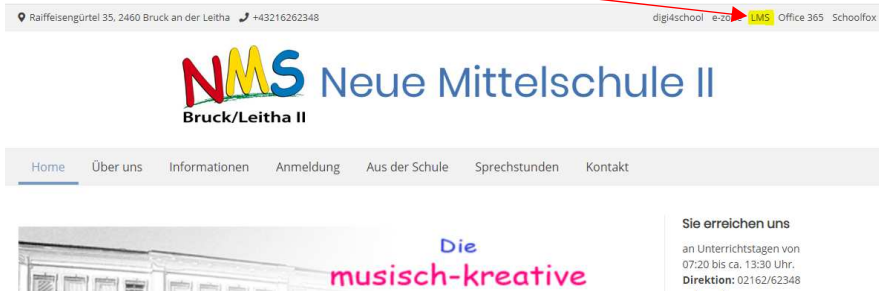 Raiffeisengürtel 35, 2460 Bruck an der Leitha +43216262348
digi4school LMS Office 365 Schoolfox
NMS
Bruck/Leitha II
Neue Mittelschule II
Home Über uns Informationen Anmeldung Aus der Schule Sprechstunden Kontakt
Die
musisch-kreative
Sie erreichen uns
an Unterrichtstagen von
07:20 bis ca. 13:30 Uhr.
Direktion: 02162/62348